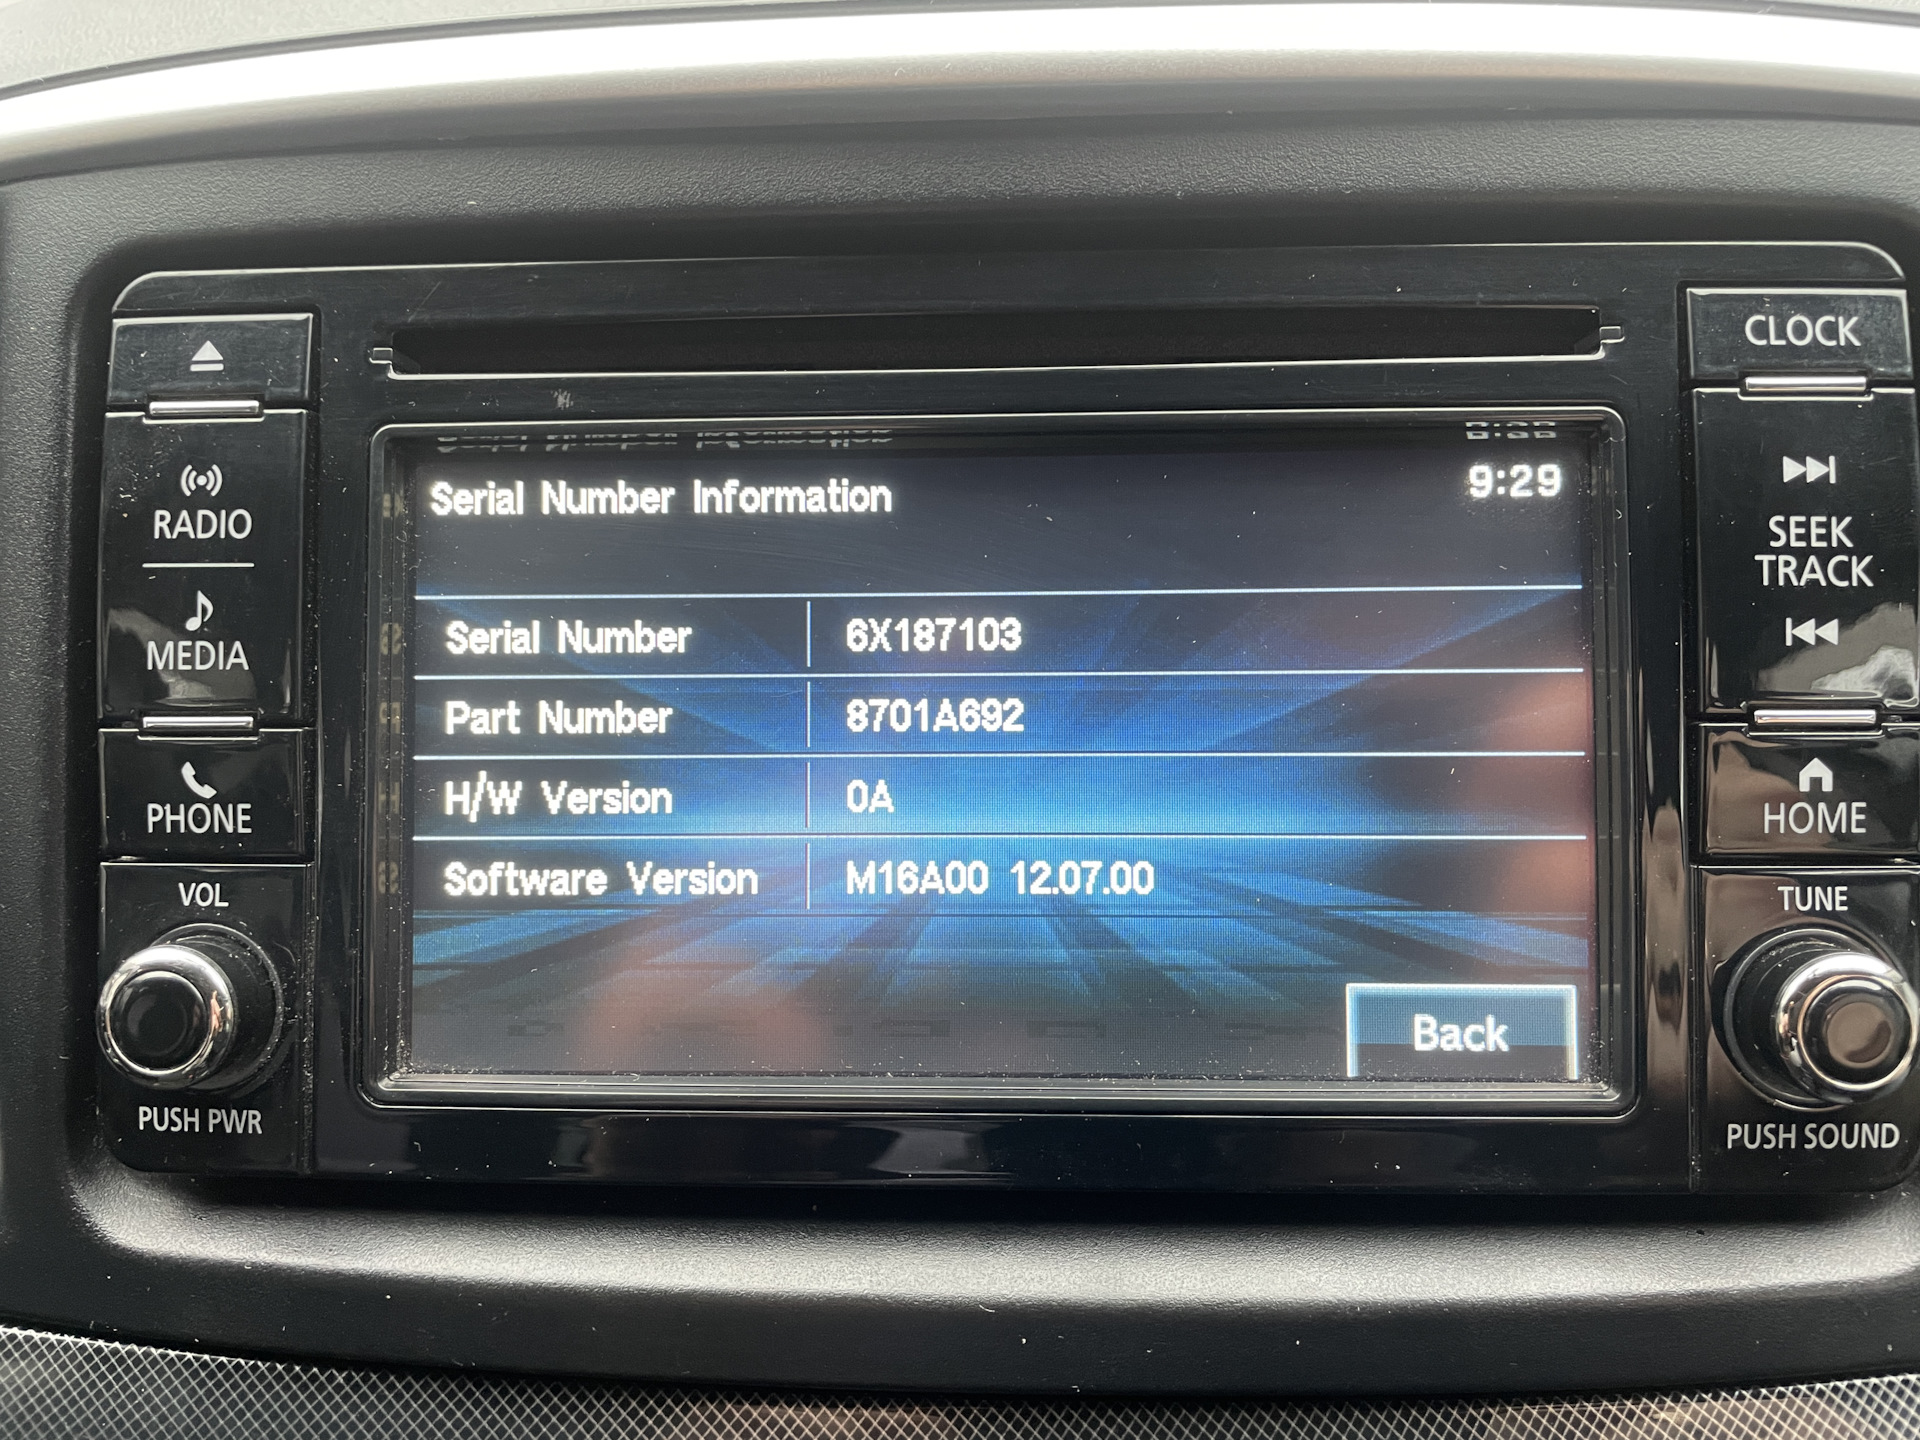 CLOCK
RADIO
MEDIA
PHONE
VOL
PUSH PWR
Serial Number Information
9:29
Serial Number 6X187103
Part Number 8701A692
H/W Version 0A
Software Version M16A00 12.07.00
Back
SEEK
TRACK
HOME
TUNE
PUSH SOUND